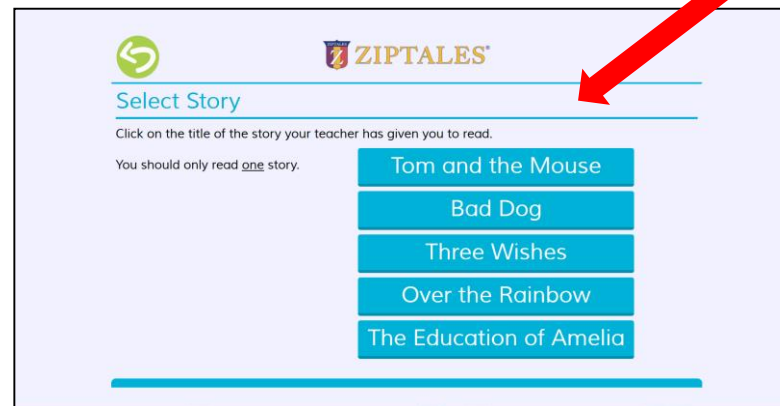 ZIPTALES
Select Story
Click on the title of the story your teacher has given you to read.
You should only read one story.
Tom and the Mouse
Bad Dog
Three Wishes
Over the Rainbow
The Education of Amelia